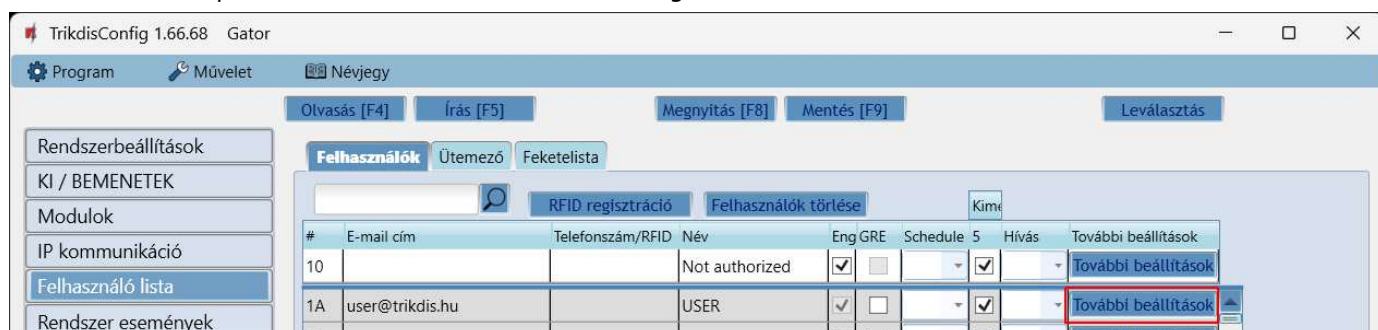 TrikdisConfig 1.66.68 Gator
Program Művelet Névjegy
Olvasás [F4] Írás [F5] Megnyitás [F8] Mentés [F9] Leválasztás
Rendszerbeállítások
KI / BEMENETEK
Modulok
IP kommunikáció
Felhasználó lista
Rendszer események
Felhasználók Ütemező Feketelista
RFID regisztráció Felhasználók törlése Kime
# E-mail cím Telefonszám/RFID Név Eng GRE Schedule 5 Hívás További beállítások
10 Not authorized További beállítások
1A user@trikdis.hu USER További beállítások